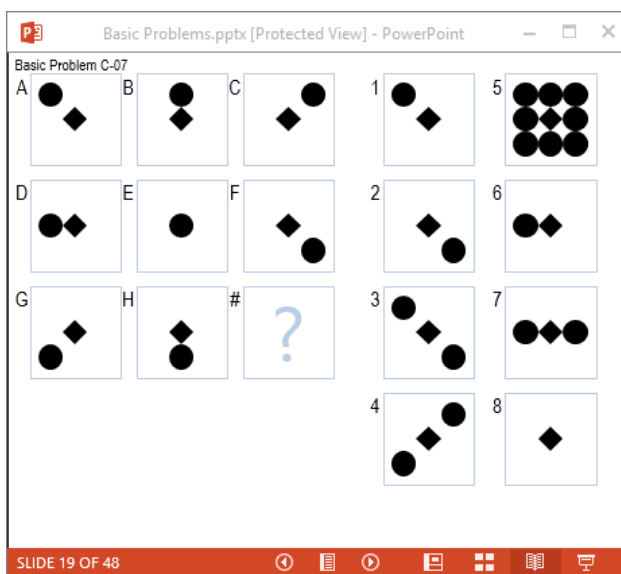 Basic Problems.pptx [Protected View] - PowerPoint
Basic Problem C-07
A B C 1 5
D E F 2 6
G H # 3 7
?
4 8
SLIDE 19 OF 48